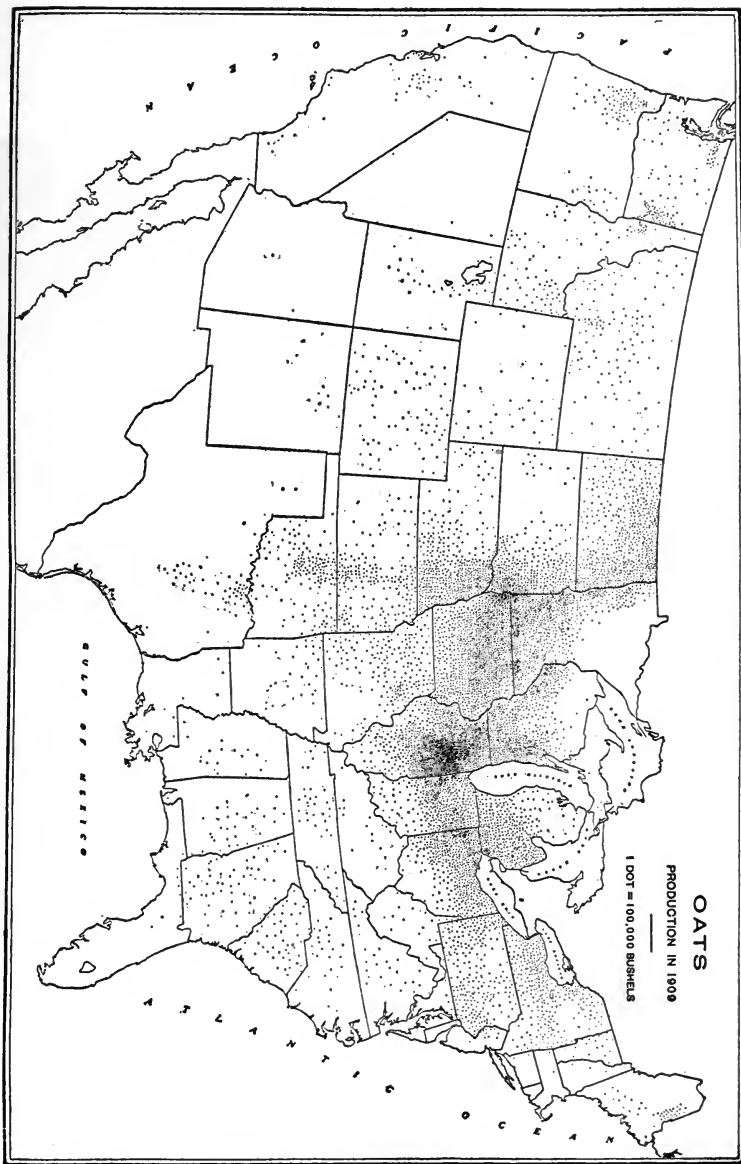 OATS
PRODUCTION IN 1909
1 DOT = 100,000 BUSHELS
PACIFIC OCEAN
GULF OF MEXICO
ATLANTIC OCEAN